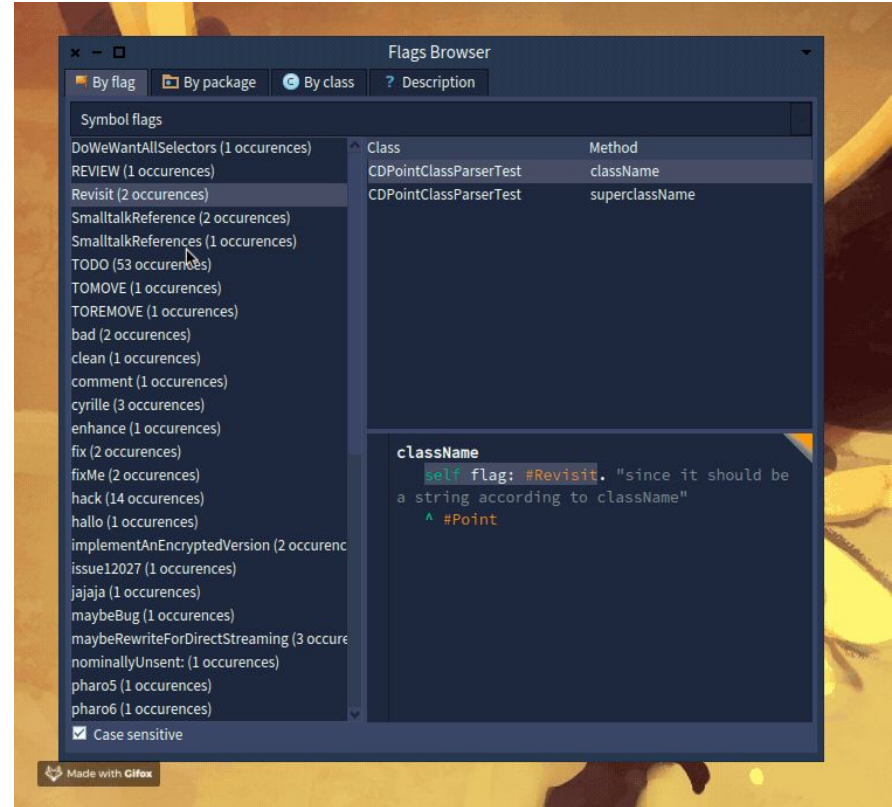 Flags Browser
By flag
By package
By class
? Description
Symbol flags
DoWeWantAllSelectors (1 occurences)
REVIEW (1 occurences)
Revisit (2 occurences)
SmalltalkReference (2 occurences)
SmalltalkReferences (1 occurences)
TODO (53 occurences)
TOMOVE (1 occurences)
TOREMOVE (1 occurences)
bad (2 occurences)
clean (1 occurences)
comment (1 occurences)
cyrille (3 occurences)
enhance (1 occurences)
fix (2 occurences)
fixMe (2 occurences)
hack (14 occurences)
hallo (1 occurences)
implementAnEncryptedVersion (2 occurenc
issue12027 (1 occurences)
jajaja (1 occurences)
maybeBug (1 occurences)
maybeRewriteForDirectStreaming (3 occure
nominallyUnsent: (1 occurences)
pharo5 (1 occurences)
pharo6 (1 occurences)
Class Method
CDPointClassParserTest className
CDPointClassParserTest superclassName
className
self flag: #Revisit. "since it should be
a string according to className"
^ #Point
Case sensitive
Made with Gifox